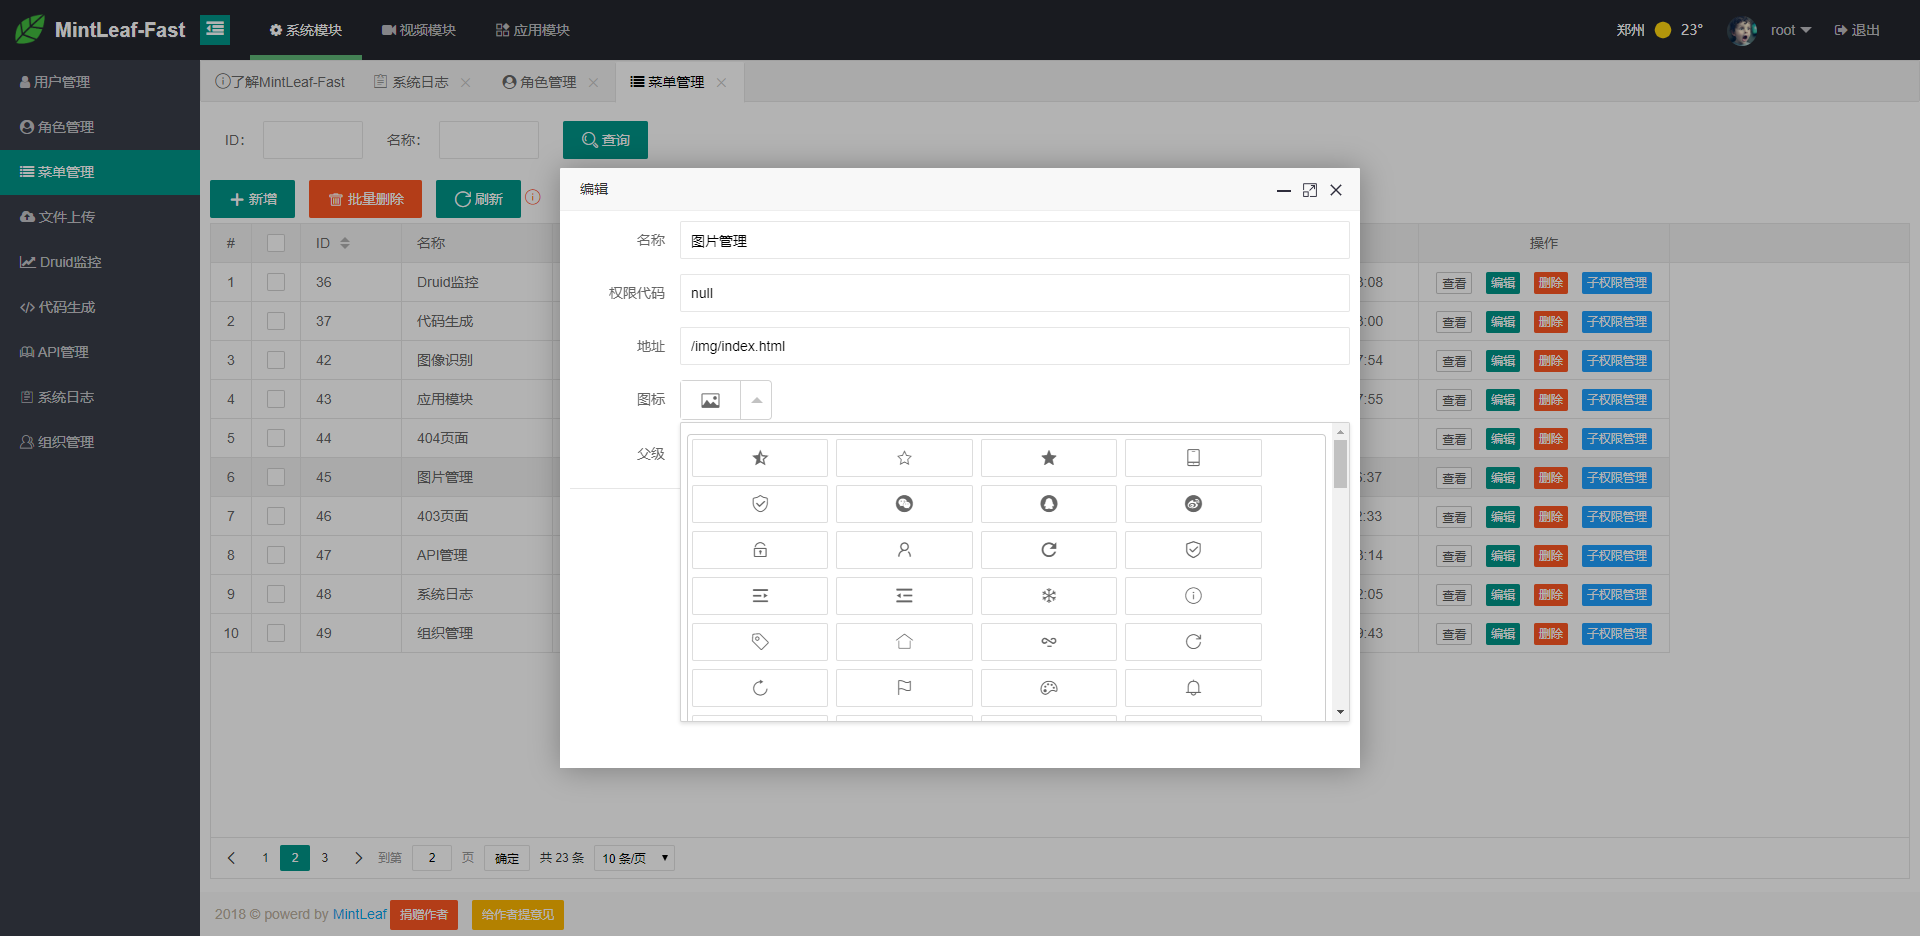 MintLeaf-Fast
系统模块
视频模块
应用模块
郑州
23°
root
退出
用户管理
角色管理
菜单管理
文件上传
Druid监控
代码生成
API管理
系统日志
组织管理
了解MintLeaf-Fast
系统日志
角色管理
菜单管理
ID:
名称:
查询
新增
批量删除
刷新
# ID 名称 操作
1 36 Druid监控 3:08 查看 编辑 删除 子权限管理
2 37 代码生成 3:00 查看 编辑 删除 子权限管理
3 42 图像识别 7:54 查看 编辑 删除 子权限管理
4 43 应用模块 7:55 查看 编辑 删除 子权限管理
5 44 404页面 查看 编辑 删除 子权限管理
6 45 图片管理 :37 查看 编辑 删除 子权限管理
7 46 403页面 2:33 查看 编辑 删除 子权限管理
8 47 API管理 3:14 查看 编辑 删除 子权限管理
9 48 系统日志 2:05 查看 编辑 删除 子权限管理
10 49 组织管理 9:43 查看 编辑 删除 子权限管理
编辑
名称 图片管理
权限代码 null
地址 /img/index.html
图标
父级
1 2 3 到第 2 页 确定 共 23 条 10 条/页
2018 © powerd by MintLeaf 捐赠作者 给作者提意见